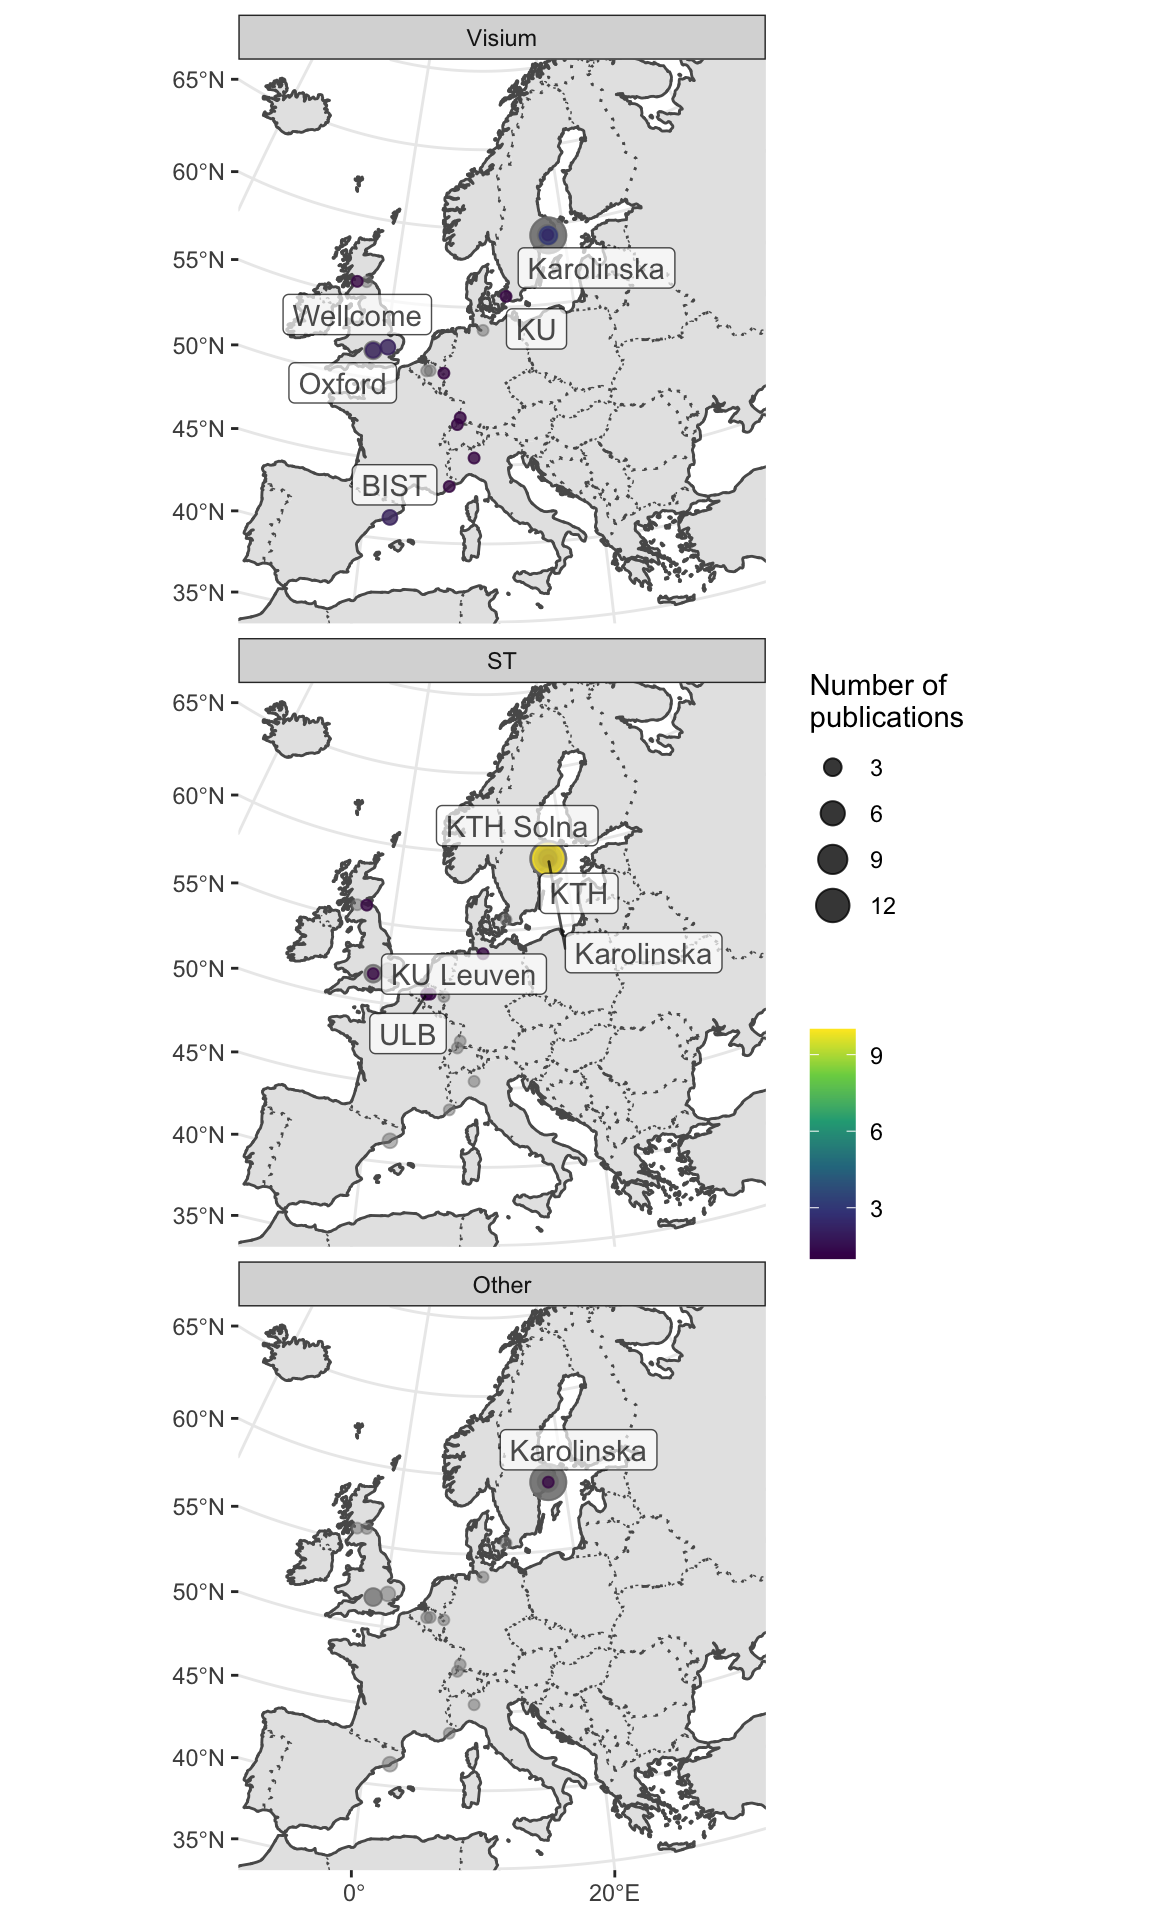 Visium
65°N
60°N
55°N
50°N
45°N
40°N
35°N
Karolinska
Wellcome
KU
Oxford
BIST
ST
65°N
60°N
55°N
50°N
45°N
40°N
35°N
KTH Solna
KTH
Karolinska
KU Leuven
ULB
Number of
publications
3
6
9
12
9
6
3
Other
65°N
60°N
55°N
50°N
45°N
40°N
35°N
Karolinska
0°
20°E